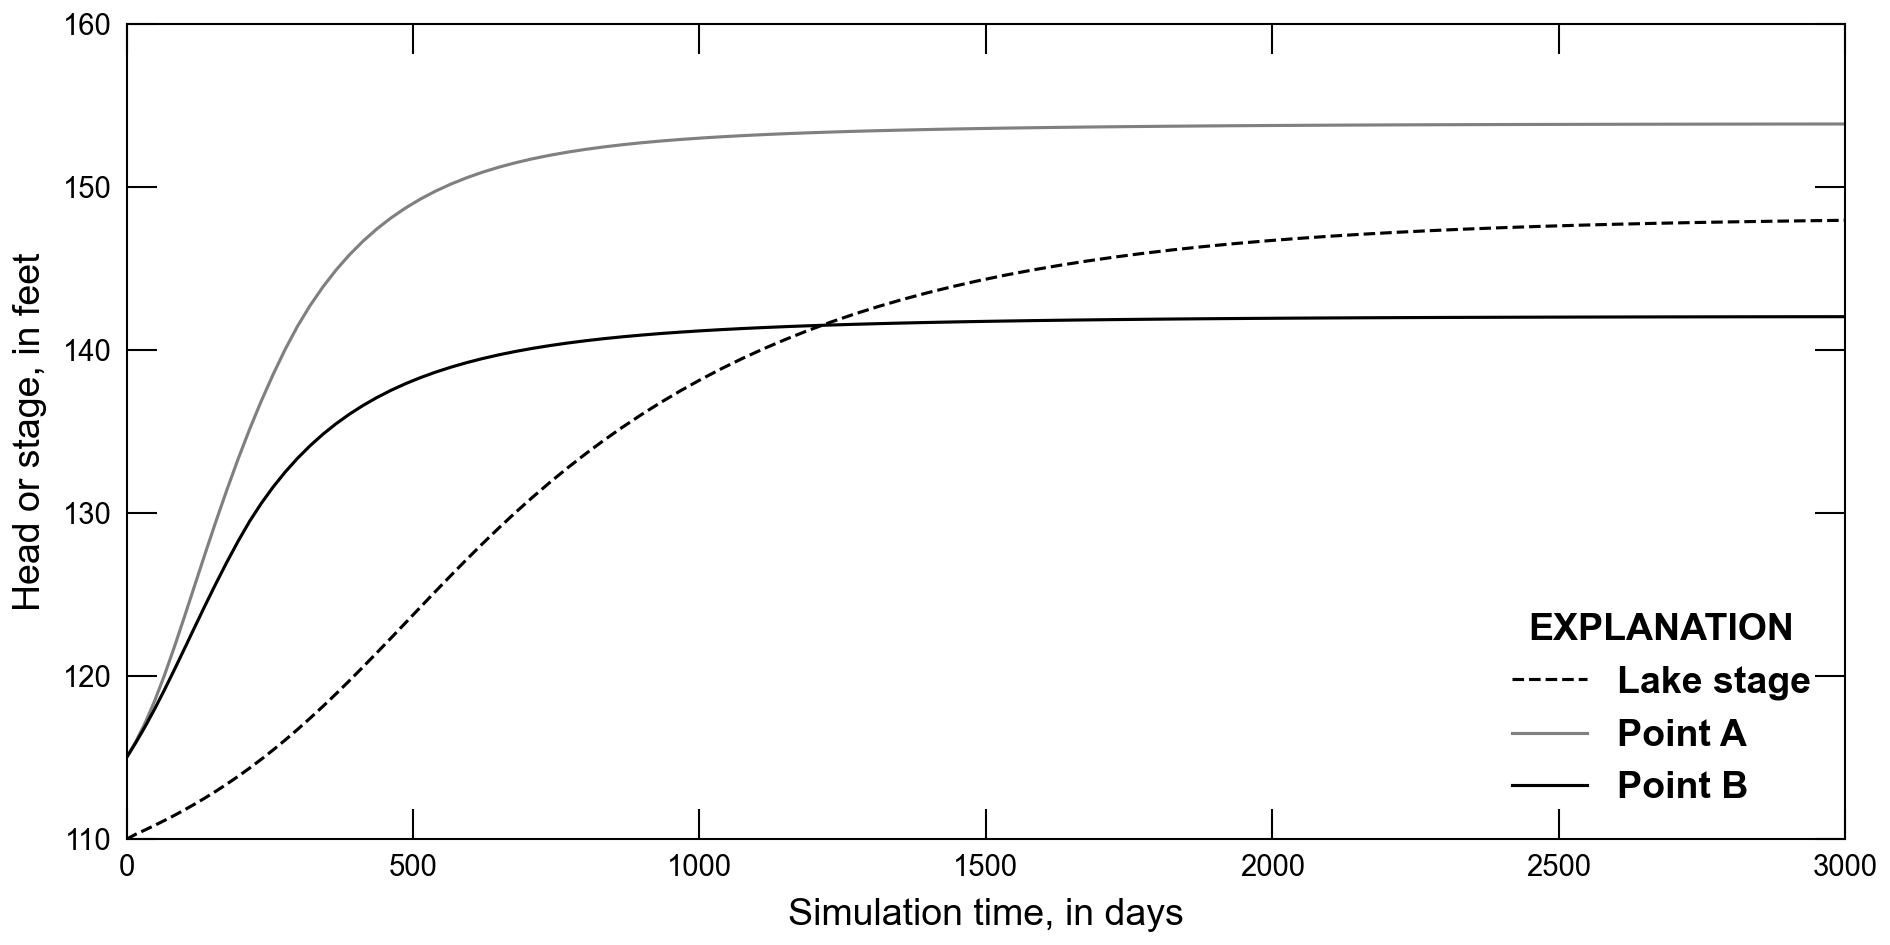 160
150
140
130
120
110
Head or stage, in feet
0 500 1000 1500 2000 2500 3000
Simulation time, in days
EXPLANATION
Lake stage
Point A
Point B